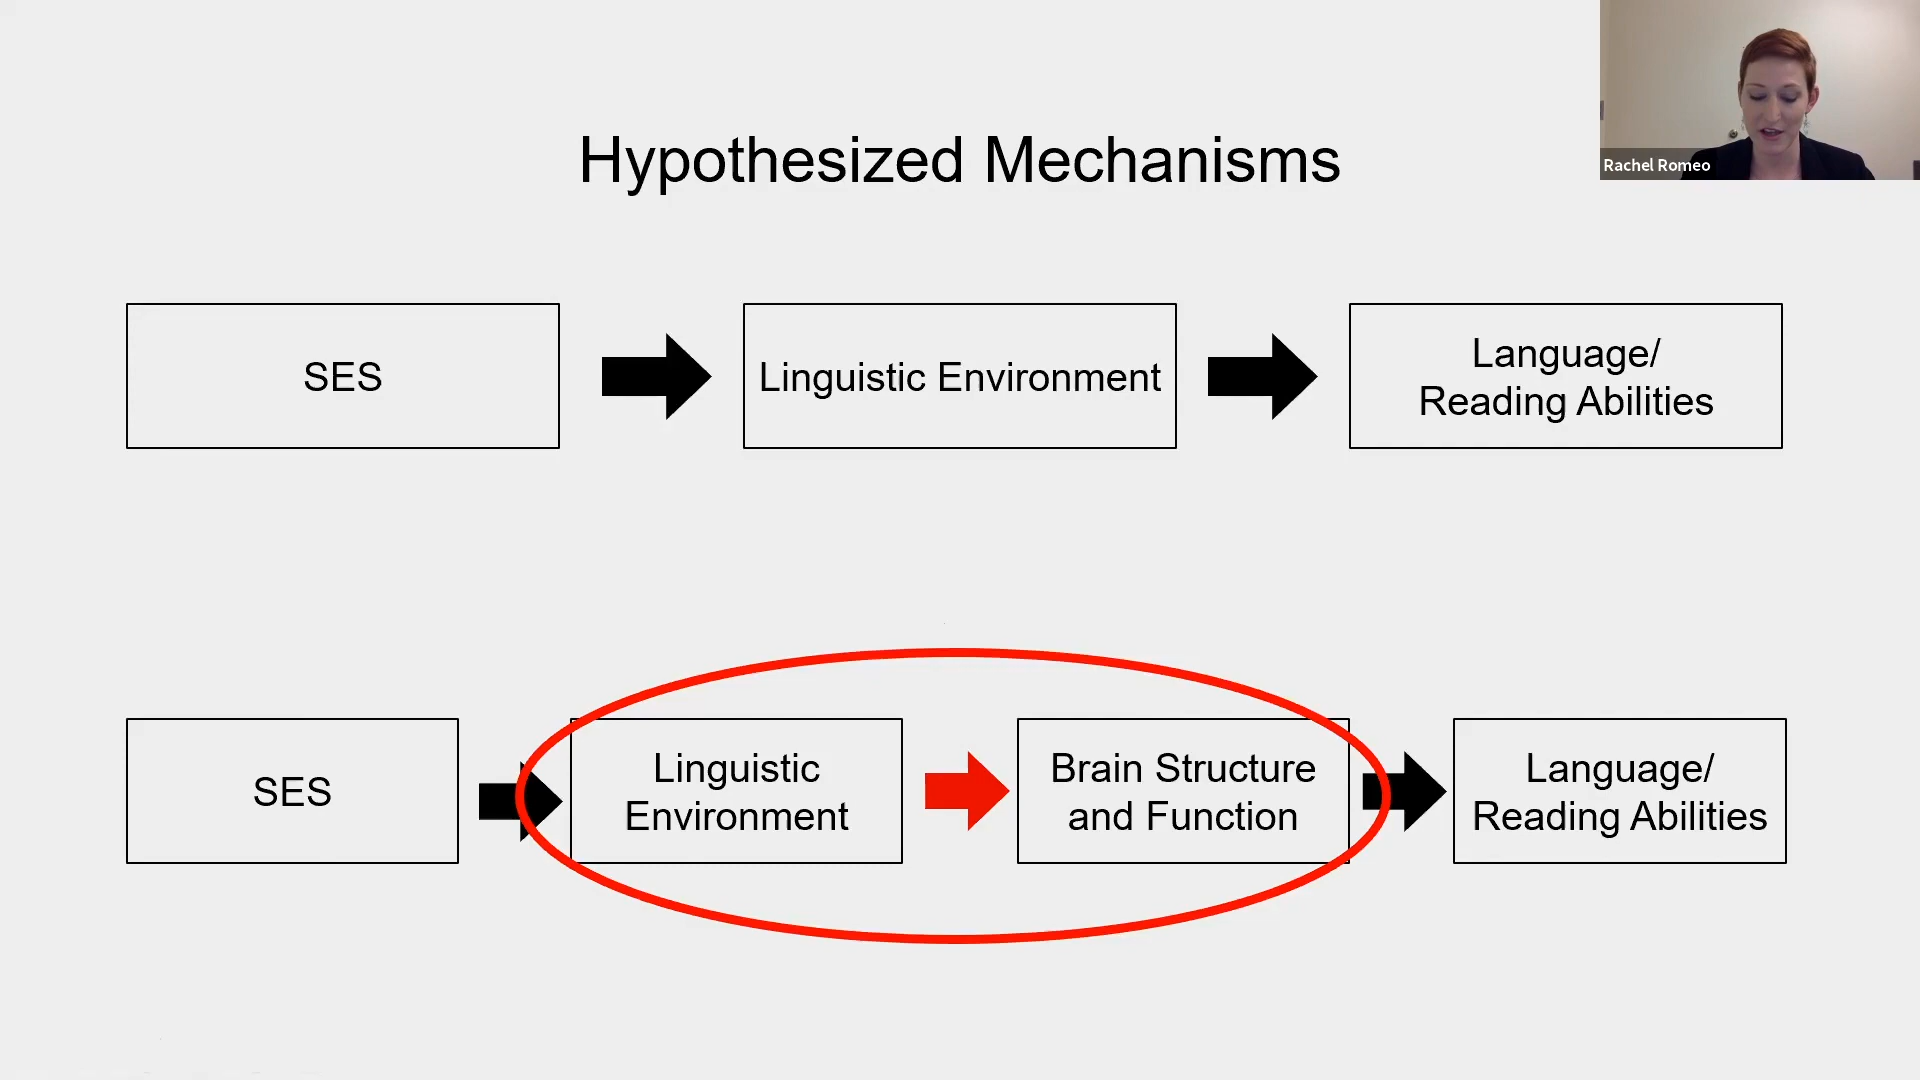 Hypothesized Mechanisms
Rachel Romeo
SES
Linguistic Environment
Language/
Reading Abilities
SES
Linguistic
Environment
Brain Structure
and Function
Language/
Reading Abilities